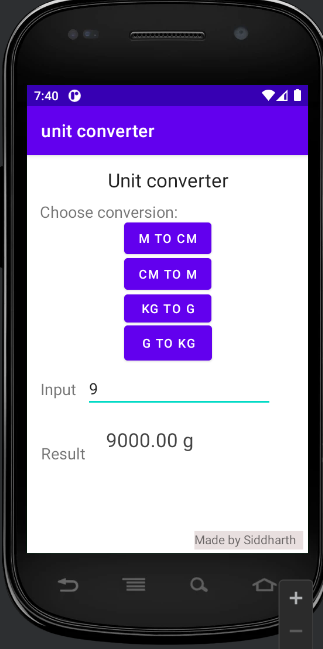 7:40
unit converter
Unit converter
Choose conversion:
M TO CM
CM TO M
KG TO G
G TO KG
Input 9
9000.00 g
Result
Made by Siddharth